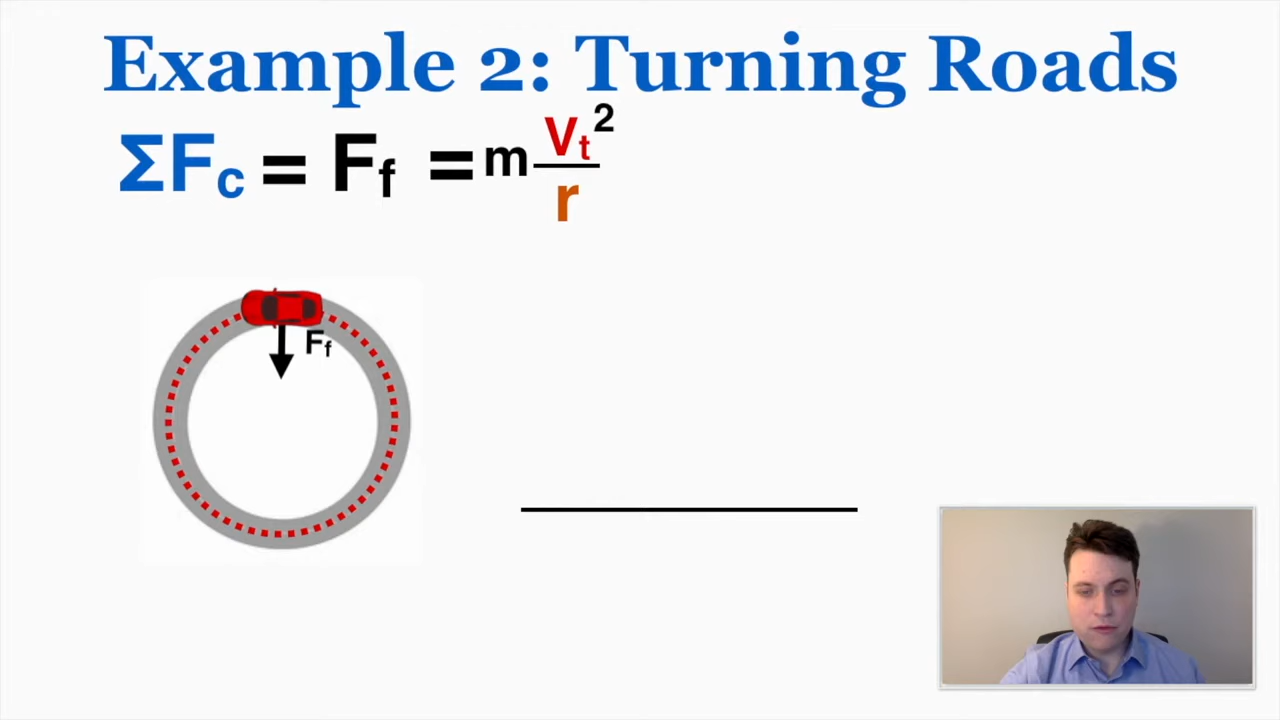 Example 2: Turning Roads
ΣFc = Ff = m vt² / r
Ff